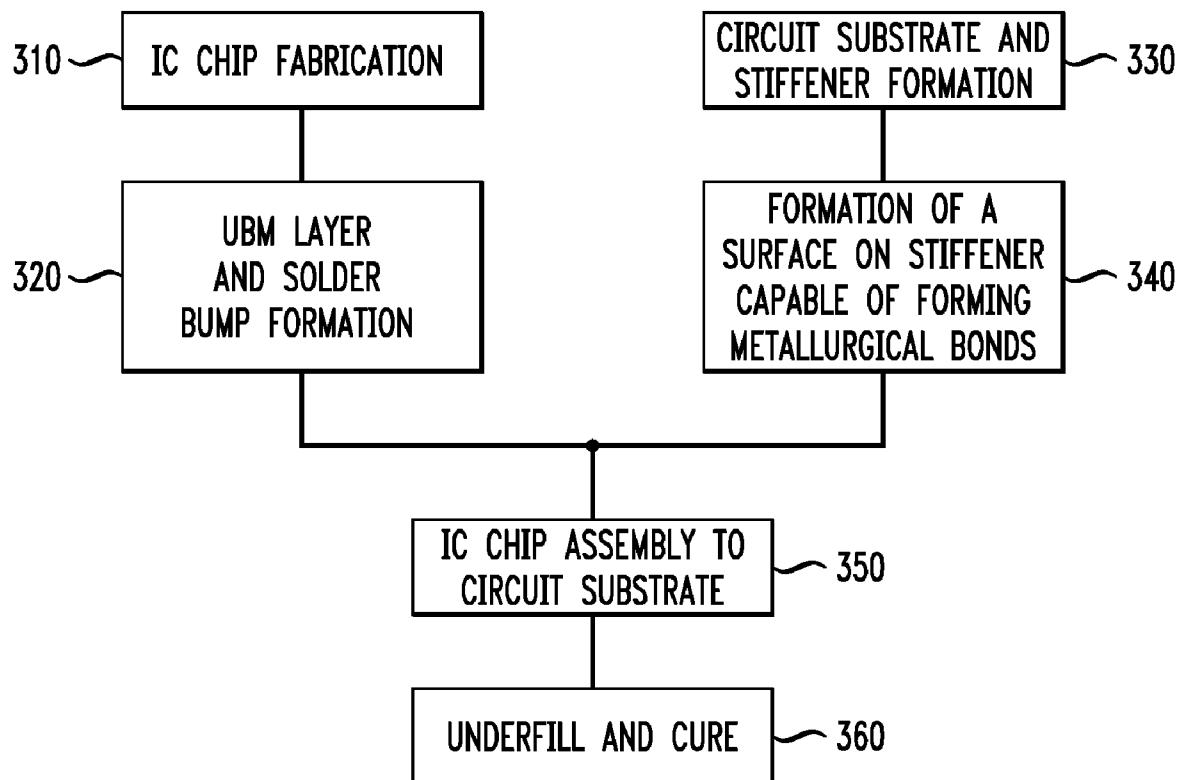 310
IC CHIP FABRICATION
CIRCUIT SUBSTRATE AND
STIFFENER FORMATION
330
320
UBM LAYER
AND SOLDER
BUMP FORMATION
FORMATION OF A
SURFACE ON STIFFENER
CAPABLE OF FORMING
METALLURGICAL BONDS
340
IC CHIP ASSEMBLY TO
CIRCUIT SUBSTRATE
350
UNDERFILL AND CURE
360